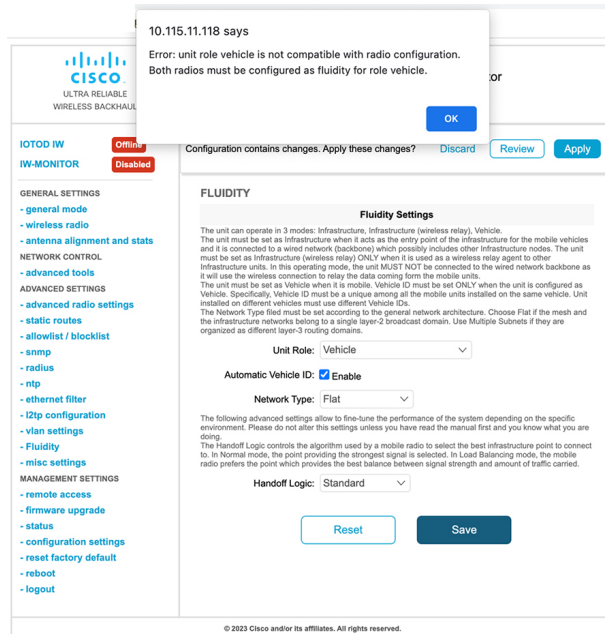 10.115.11.118 says
Error: unit role vehicle is not compatible with radio configuration.
Both radios must be configured as fluidity for role vehicle.
OK
CISCO
ULTRA RELIABLE
WIRELESS BACKHAUL
tor
IOTOD IW Offline
IW-MONITOR Disabled
Configuration contains changes. Apply these changes? Discard Review Apply
GENERAL SETTINGS
- general mode
- wireless radio
- antenna alignment and stats
NETWORK CONTROL
- advanced tools
ADVANCED SETTINGS
- advanced radio settings
- static routes
- allowlist / blocklist
- snmp
- radius
- ntp
- ethernet filter
- l2tp configuration
- vlan settings
- Fluidity
- misc settings
MANAGEMENT SETTINGS
- remote access
- firmware upgrade
- status
- configuration settings
- reset factory default
- reboot
- logout
FLUIDITY
Fluidity Settings
The unit can operate in 3 modes: Infrastructure, Infrastructure (wireless relay), Vehicle.
The unit must be set as Infrastructure when it acts as the entry point of the infrastructure for the mobile vehicles
and it is connected to a wired network (backbone) which possibly includes other Infrastructure nodes. The unit
must be set as Infrastructure (wireless relay) ONLY when it is used as a wireless relay agent to other
Infrastructure units. In this operating mode, the unit MUST NOT be connected to the wired network backbone as
it will use the wireless connection to relay the data coming form the mobile units.
The unit must be set as Vehicle when it is mobile. Vehicle ID must be set ONLY when the unit is configured as
Vehicle. Specifically, Vehicle ID must be a unique among all the mobile units installed on the same vehicle. Unit
installed on different vehicles must use different Vehicle IDs.
The Network Type filed must be set according to the general network architecture. Choose Flat if the mesh and
the infrastructure networks belong to a single layer-2 broadcast domain. Use Multiple Subnets if they are
organized as different layer-3 routing domains.
Unit Role: Vehicle
Automatic Vehicle ID: Enable
Network Type: Flat
The following advanced settings allow to fine-tune the performance of the system depending on the specific
environment. Please do not alter this settings unless you have read the manual first and you know what you are
doing.
The Handoff Logic controls the algorithm used by a mobile radio to select the best infrastructure point to connect
to. In Normal mode, the point providing the strongest signal is selected. In Load Balancing mode, the mobile
radio prefers the point which provides the best balance between signal strength and amount of traffic carried.
Handoff Logic: Standard
Reset Save
© 2023 Cisco and/or its affiliates. All rights reserved.